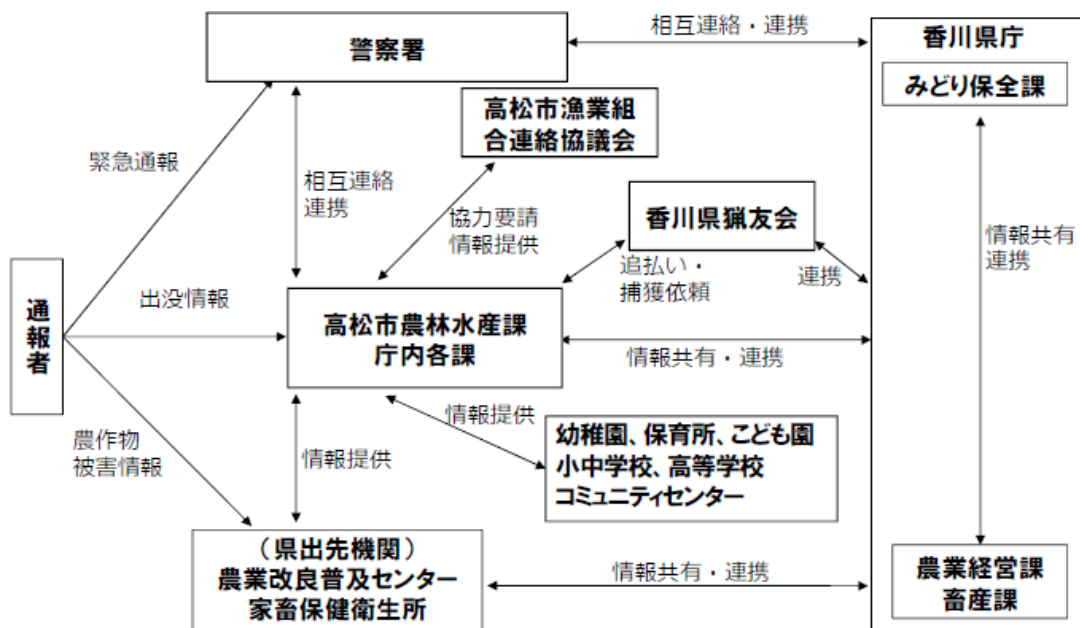 警察署
相互連絡・連携
香川県庁
みどり保全課
高松市漁業組
合連絡協議会
緊急通報
相互連絡
連携
協力要請
情報提供
香川県猟友会
情報共有
連携
追払い・
捕獲依頼
連携
通報者
出没情報
高松市農林水産課
庁内各課
情報共有・連携
情報提供
農作物
被害情報
情報提供
幼稚園、保育所、こども園
小中学校、高等学校
コミュニティセンター
（県出先機関）
農業改良普及センター
家畜保健衛生所
情報共有・連携
農業経営課
畜産課